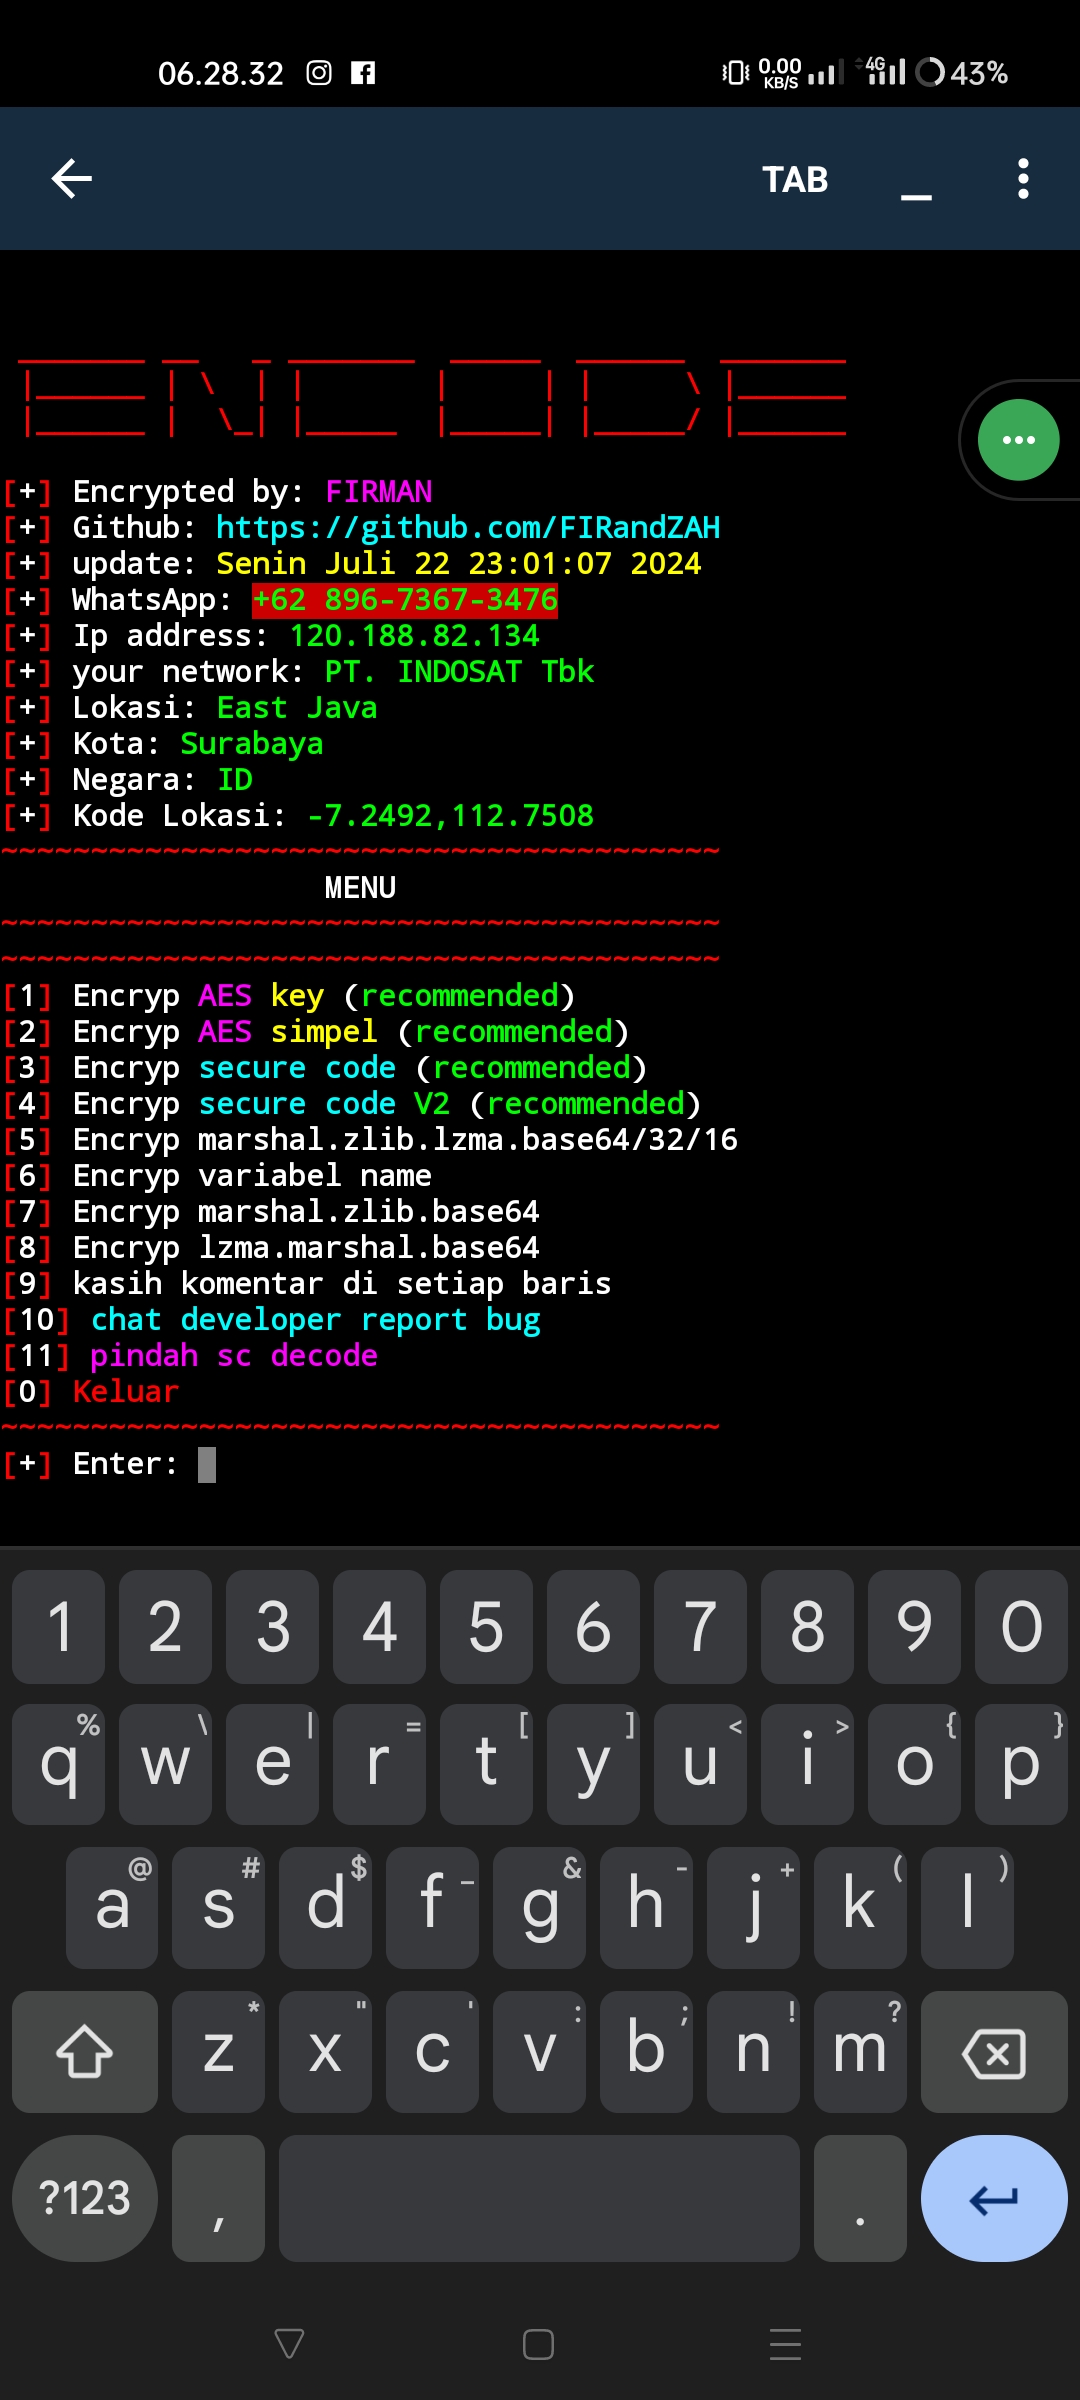 06.28.32
0.00 KB/S 4G 43%
TAB
ENCODE
[+] Encrypted by: FIRMAN
[+] Github: https://github.com/FIRandZAH
[+] update: Senin Juli 22 23:01:07 2024
[+] WhatsApp: +62 896-7367-3476
[+] Ip address: 120.188.82.134
[+] your network: PT. INDOSAT Tbk
[+] Lokasi: East Java
[+] Kota: Surabaya
[+] Negara: ID
[+] Kode Lokasi: -7.2492,112.7508
~~~~~~~~~~~~~~~~~~~~~~~~~~~~~~~~~~~~~~~~
MENU
~~~~~~~~~~~~~~~~~~~~~~~~~~~~~~~~~~~~~~~~
~~~~~~~~~~~~~~~~~~~~~~~~~~~~~~~~~~~~~~~~
[1] Encryp AES key (recommended)
[2] Encryp AES simpel (recommended)
[3] Encryp secure code (recommended)
[4] Encryp secure code V2 (recommended)
[5] Encryp marshal.zlib.lzma.base64/32/16
[6] Encryp variabel name
[7] Encryp marshal.zlib.base64
[8] Encryp lzma.marshal.base64
[9] kasih komentar di setiap baris
[10] chat developer report bug
[11] pindah sc decode
[0] Keluar
~~~~~~~~~~~~~~~~~~~~~~~~~~~~~~~~~~~~~~~~
[+] Enter:
1 2 3 4 5 6 7 8 9 0
% \ | = [ ] < > { }
q w e r t y u i o p
@ # $ _ & - + ( )
a s d f g h j k l
* " ' : ; ! ?
z x c v b n m
?123 , .